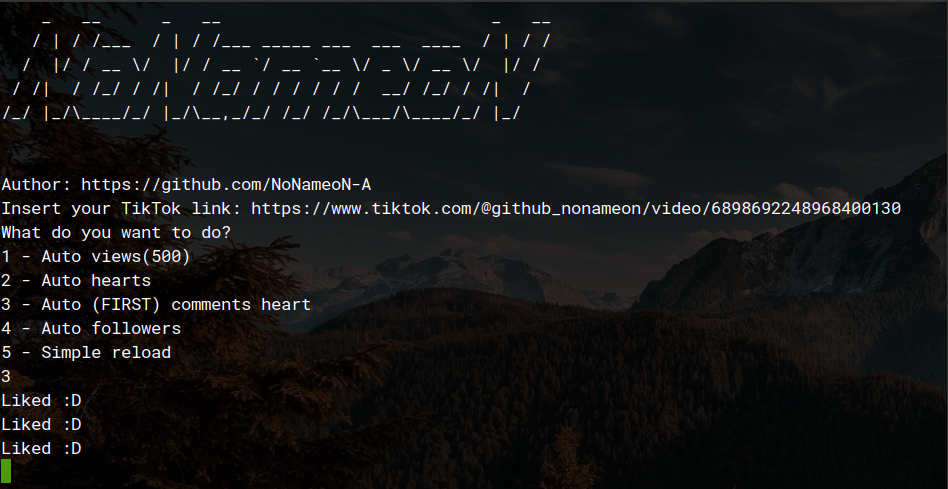 _   __      _   __                           _   __
   / | / /___  / | / /___ _____ ___  ___  ____  / | / /
  /  |/ / __ \/  |/ / __ `/ __ `__ \/ _ \/ __ \/  |/ /
 / /|  / /_/ / /|  / /_/ / / / / / /  __/ /_/ / /|  /
/_/ |_/\____/_/ |_/\__,_/_/ /_/ /_/\___/\____/_/ |_/
Author: https://github.com/NoNameoN-A
Insert your TikTok link: https://www.tiktok.com/@github_nonameon/video/6898692248968400130
What do you want to do?
1 - Auto views(500)
2 - Auto hearts
3 - Auto (FIRST) comments heart
4 - Auto followers
5 - Simple reload
3
Liked :D
Liked :D
Liked :D